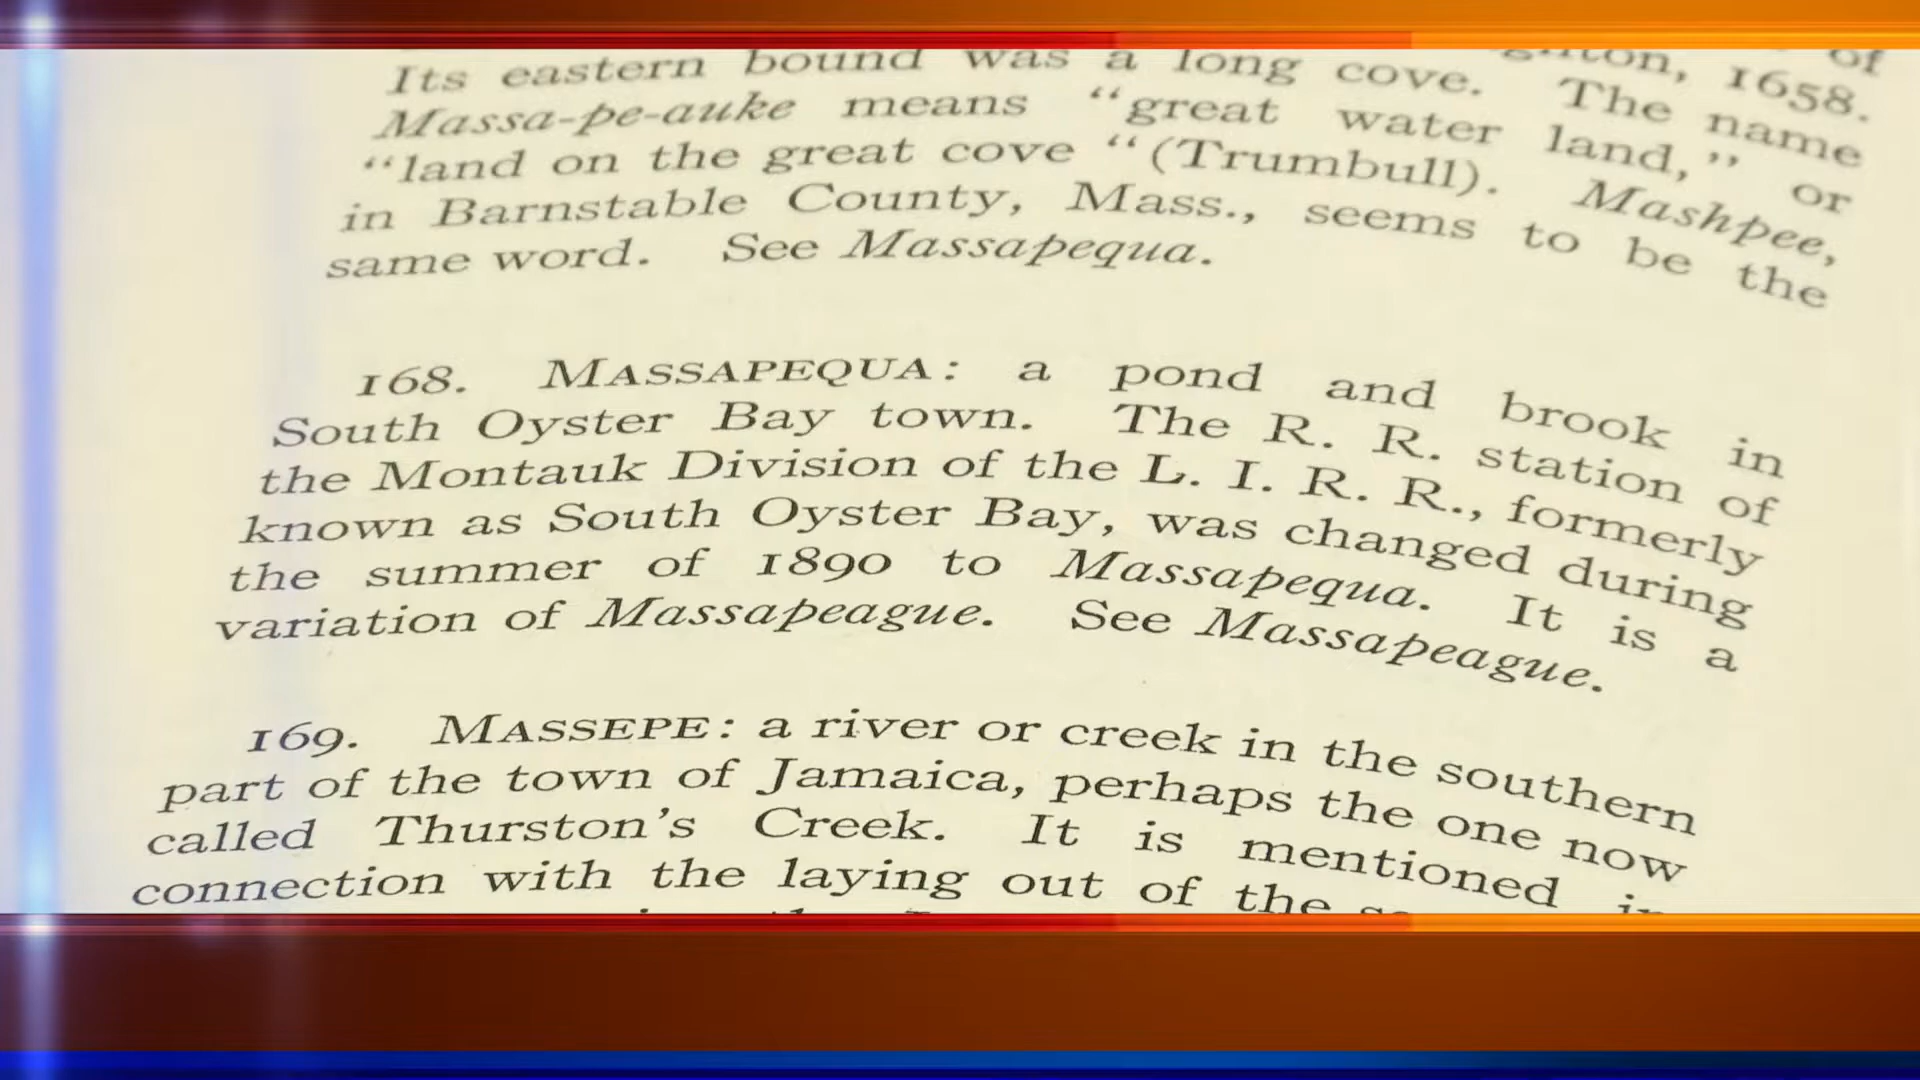 Its eastern bound was a long cove. The name
Massa-pe-auke means “great water land,” or
“land on the great cove “(Trumbull). Mashpee,
in Barnstable County, Mass., seems to be the
same word. See Massapequa.
168. MASSAPEQUA: a pond and brook in
South Oyster Bay town. The R. R. station of
the Montauk Division of the L. I. R. R., formerly
known as South Oyster Bay, was changed during
the summer of 1890 to Massapequa. It is a
variation of Massapeague. See Massapeague.
169. MASSEPE: a river or creek in the southern
part of the town of Jamaica, perhaps the one now
called Thurston’s Creek. It is mentioned in
connection with the laying out of the